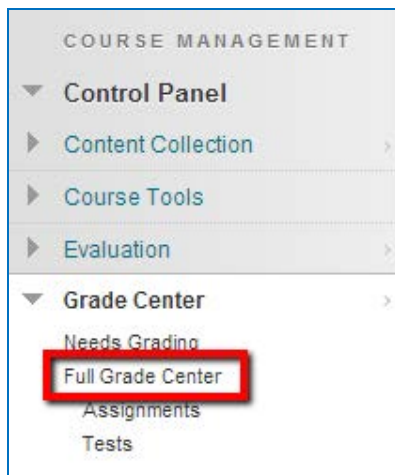 COURSE MANAGEMENT
Control Panel
Content Collection
Course Tools
Evaluation
Grade Center
Needs Grading
Full Grade Center
Assignments
Tests